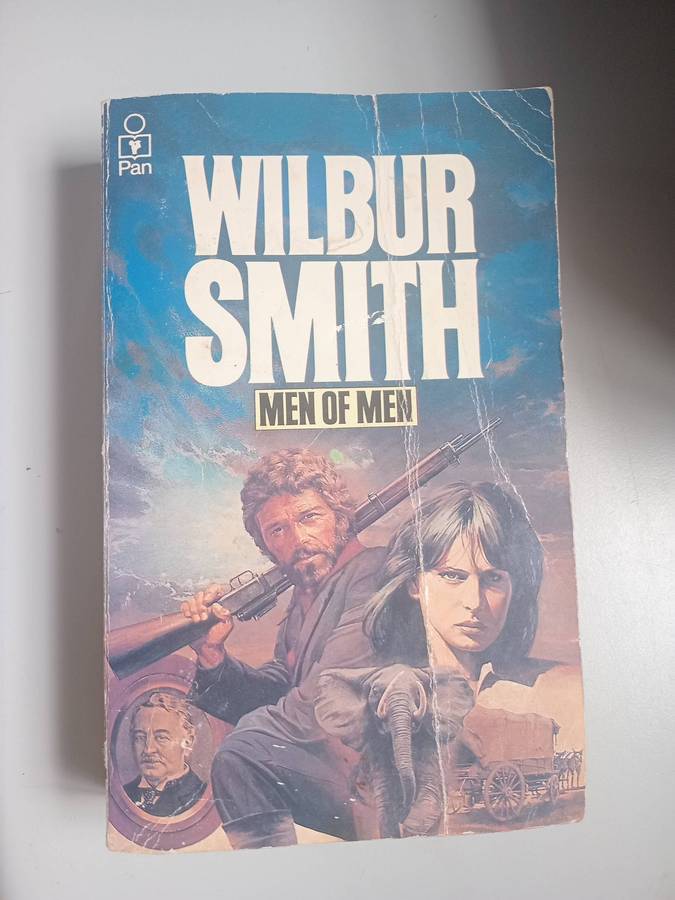 Pan
WILBUR
SMITH
MEN OF MEN